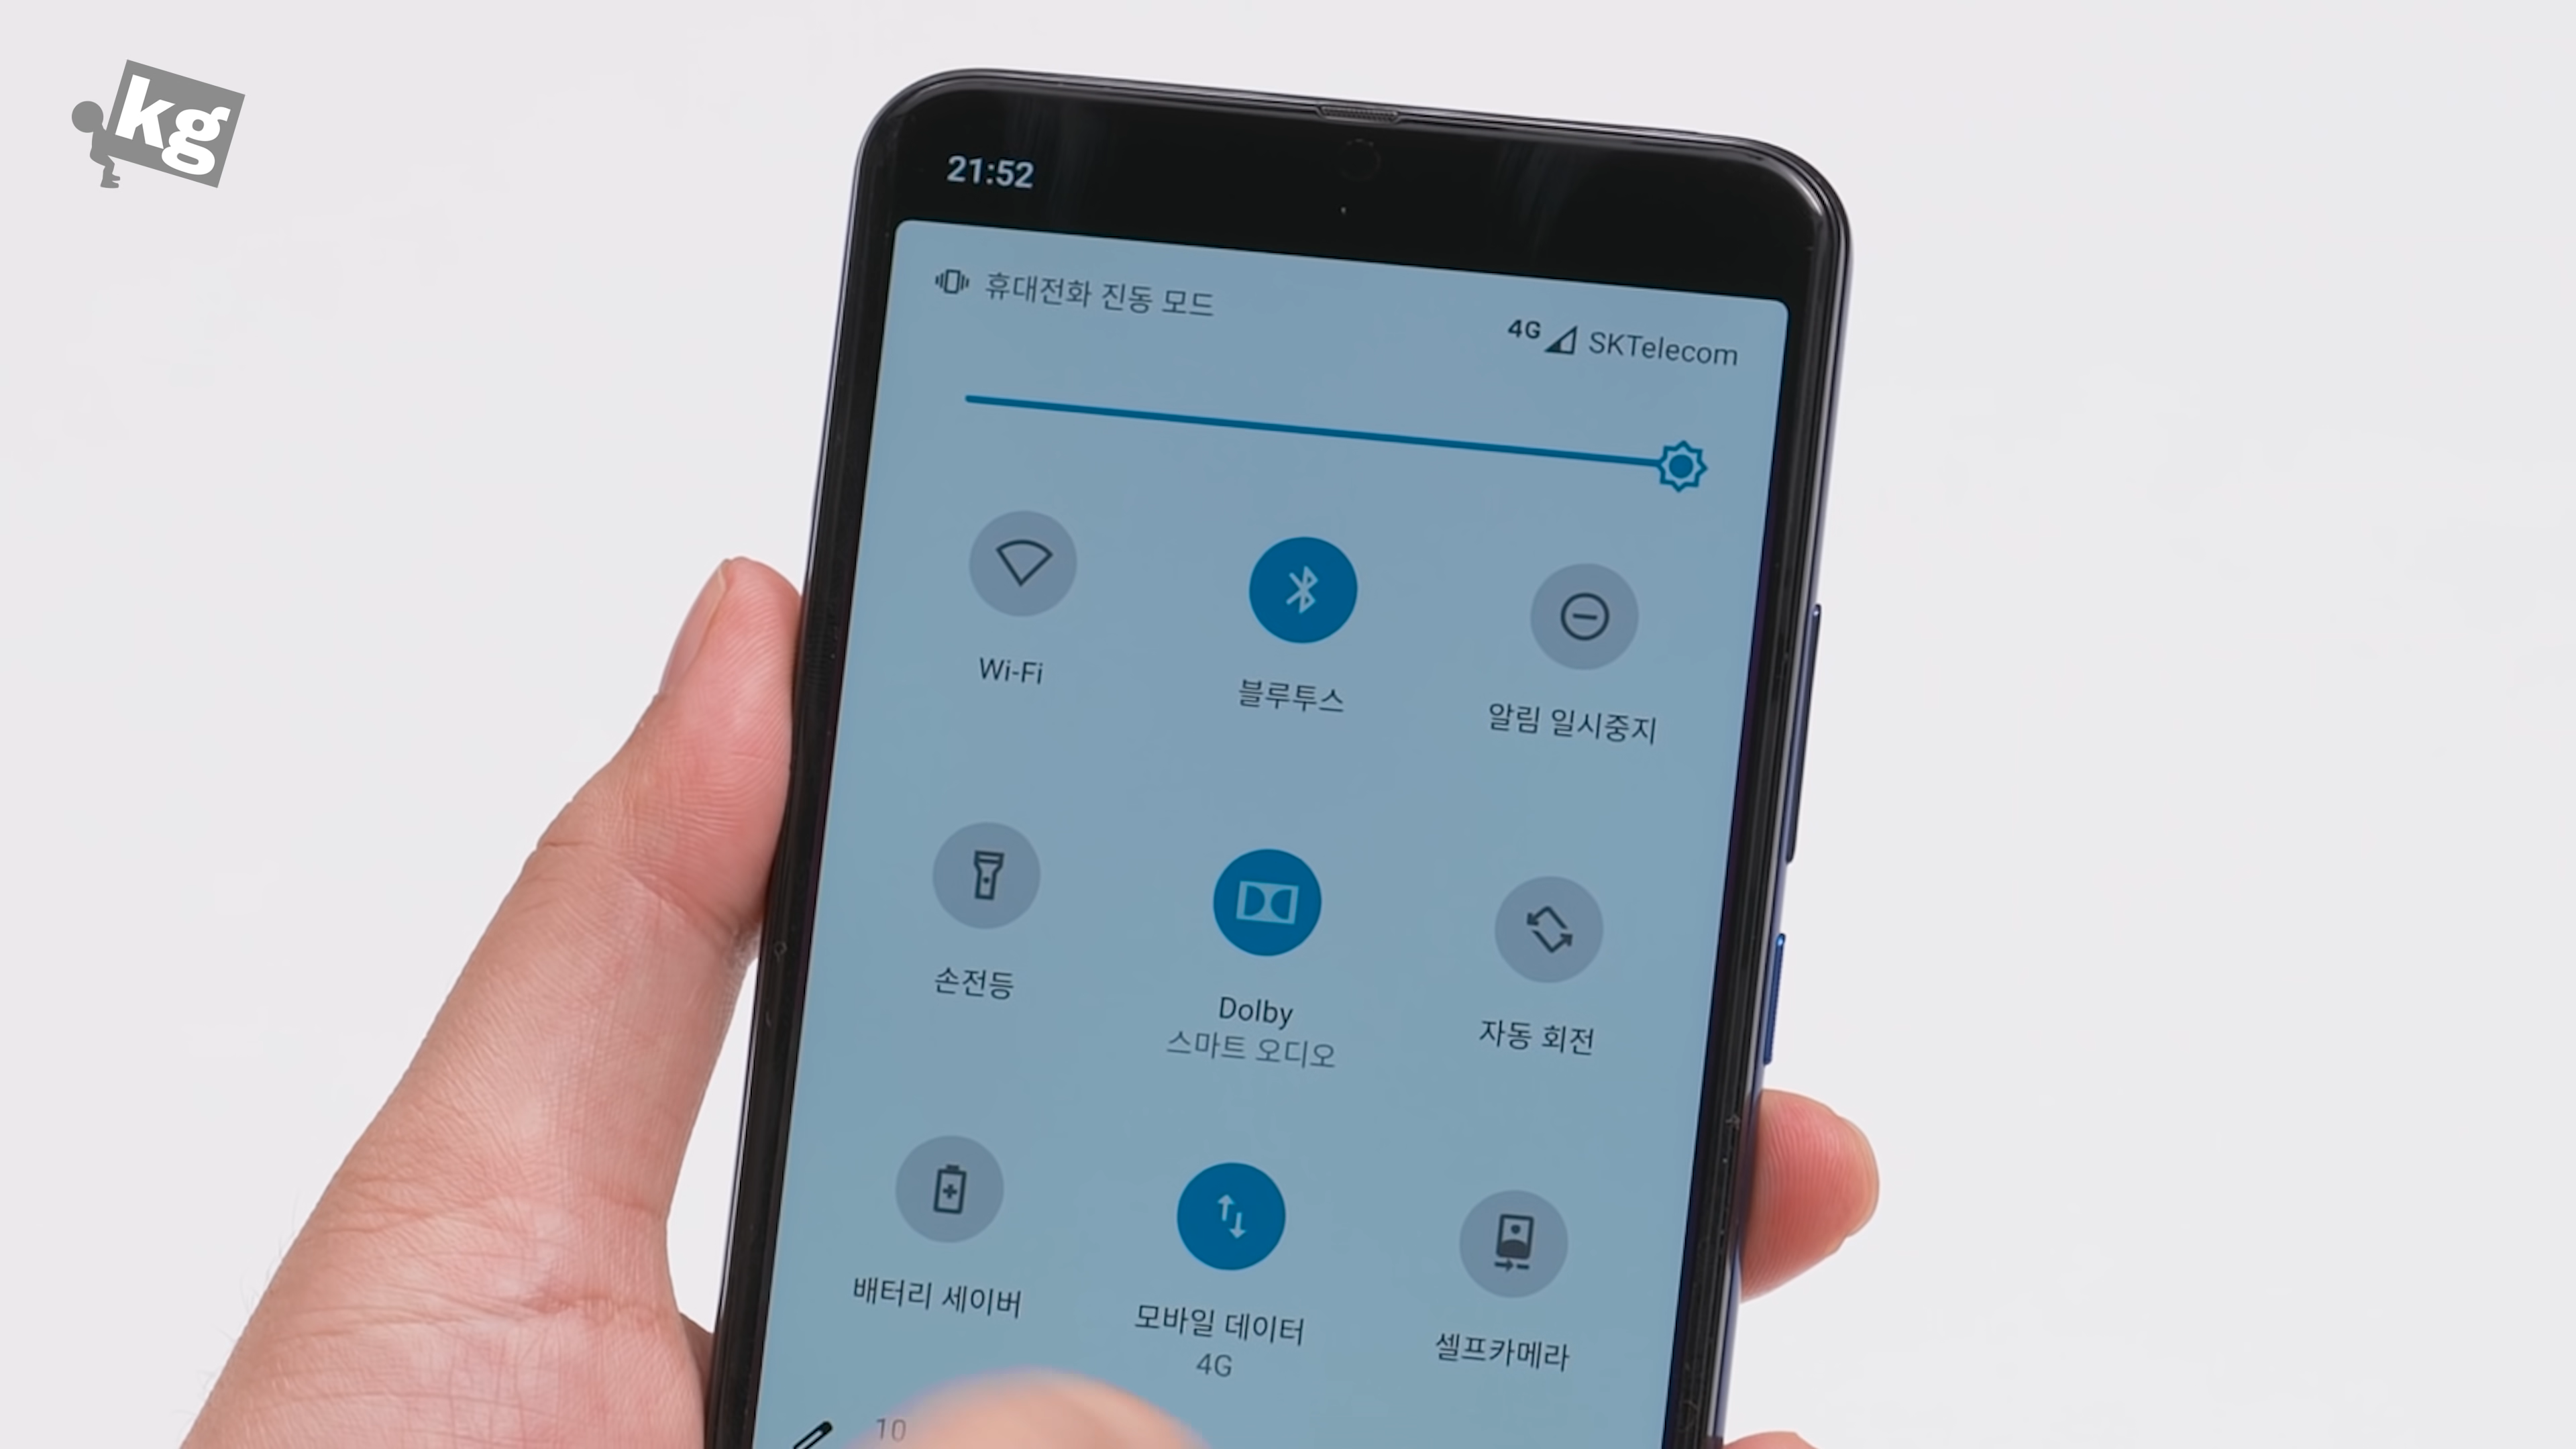 kg
21:52
휴대전화 진동 모드
4G SKTelecom
Wi-Fi
블루투스
알림 일시중지
손전등
Dolby
스마트 오디오
자동 회전
배터리 세이버
모바일 데이터
4G
셀프카메라
10